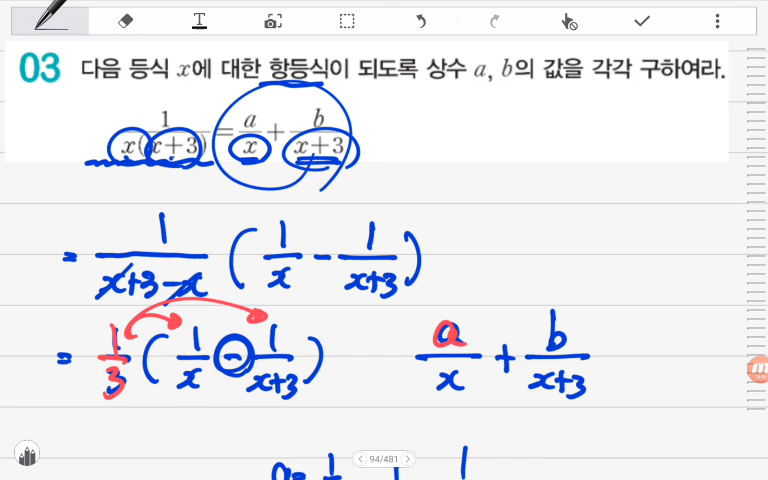 T
03 다음 등식 x에 대한 항등식이 되도록 상수 a, b의 값을 각각 구하여라.
1/x(x+3) = a/x + b/x+3
= 1/x+3-x (1/x - 1/x+3)
= 1/3 (1/x - 1/x+3) a/x + b/x+3
94/481
a= 1